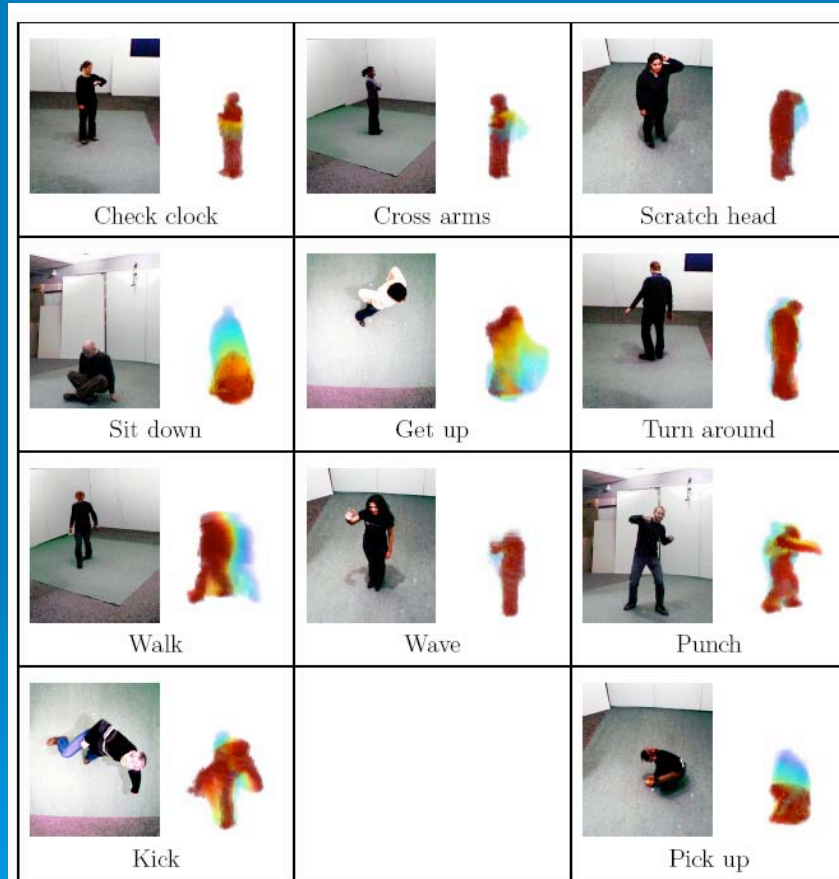 Check clock
Cross arms
Scratch head
Sit down
Get up
Turn around
Walk
Wave
Punch
Kick
Pick up